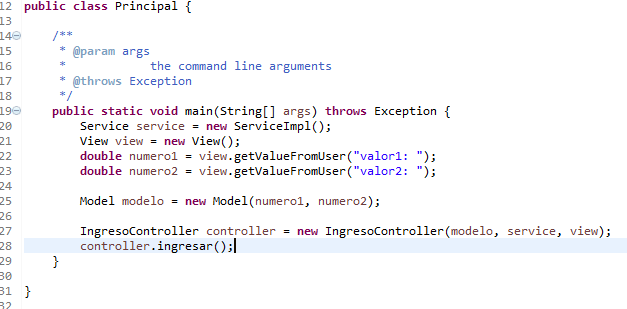 12 public class Principal {
13
14 /**
15 * @param args
16 * the command line arguments
17 * @throws Exception
18 */
19 public static void main(String[] args) throws Exception {
20 Service service = new ServiceImpl();
21 View view = new View();
22 double numero1 = view.getValueFromUser("valor1: ");
23 double numero2 = view.getValueFromUser("valor2: ");
24
25 Model modelo = new Model(numero1, numero2);
26
27 IngresoController controller = new IngresoController(modelo, service, view);
28 controller.ingresar();
29 }
30
31 }
32